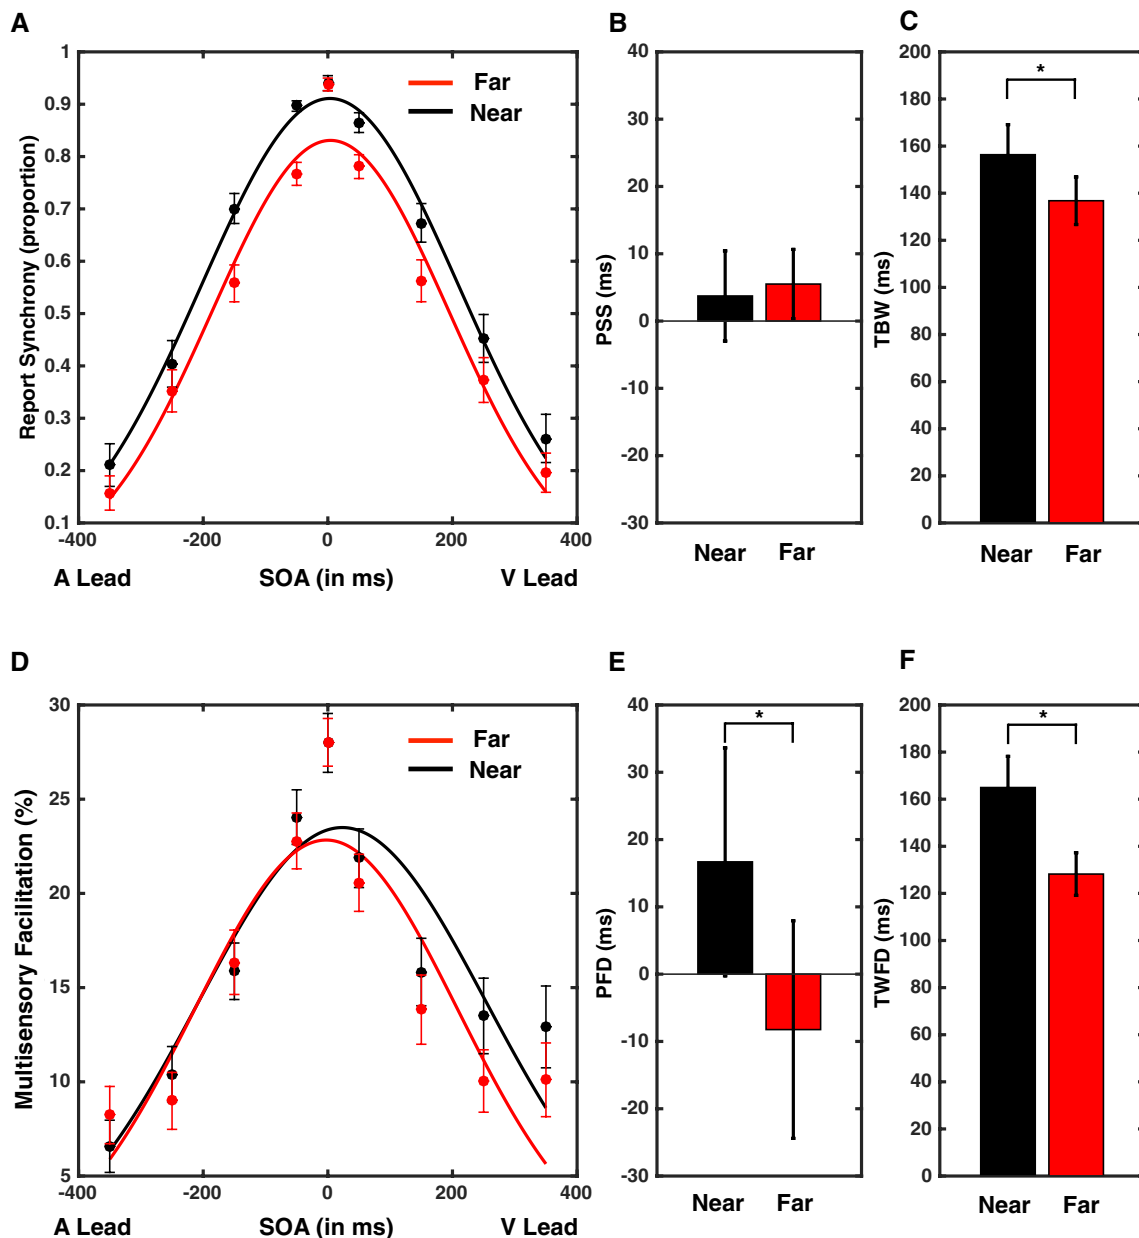 A
Report Synchrony (proportion)
1
0.9
0.8
0.7
0.6
0.5
0.4
0.3
0.2
0.1
Far
Near
-400
-200
0
200
400
A Lead
SOA (in ms)
V Lead
B
PSS (ms)
40
30
20
10
0
-10
-20
-30
Near
Far
C
TBW (ms)
200
180
160
140
120
100
80
60
40
20
0
*
Near
Far
D
Multisensory Facilitation (%)
30
25
20
15
10
5
Far
Near
-400
-200
0
200
400
A Lead
SOA (in ms)
V Lead
E
PFD (ms)
40
30
20
10
0
-10
-20
-30
*
Near
Far
F
TWFD (ms)
200
180
160
140
120
100
80
60
40
20
0
*
Near
Far